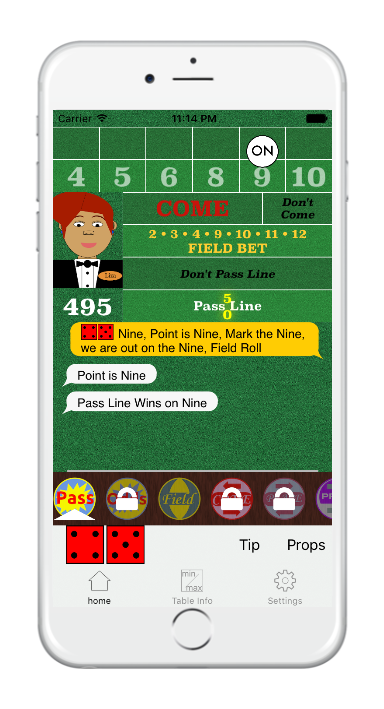 Carrier 11:14 PM
ON
4 5 6 8 9 10
COME Don't Come
2 • 3 • 4 • 9 • 10 • 11 • 12
FIELD BET
Lisa
Don't Pass Line
495
Pass Line
5
0
Nine, Point is Nine, Mark the Nine,
we are out on the Nine, Field Roll
Point is Nine
Pass Line Wins on Nine
Pass Field
Tip Props
min
max
home Table Info Settings